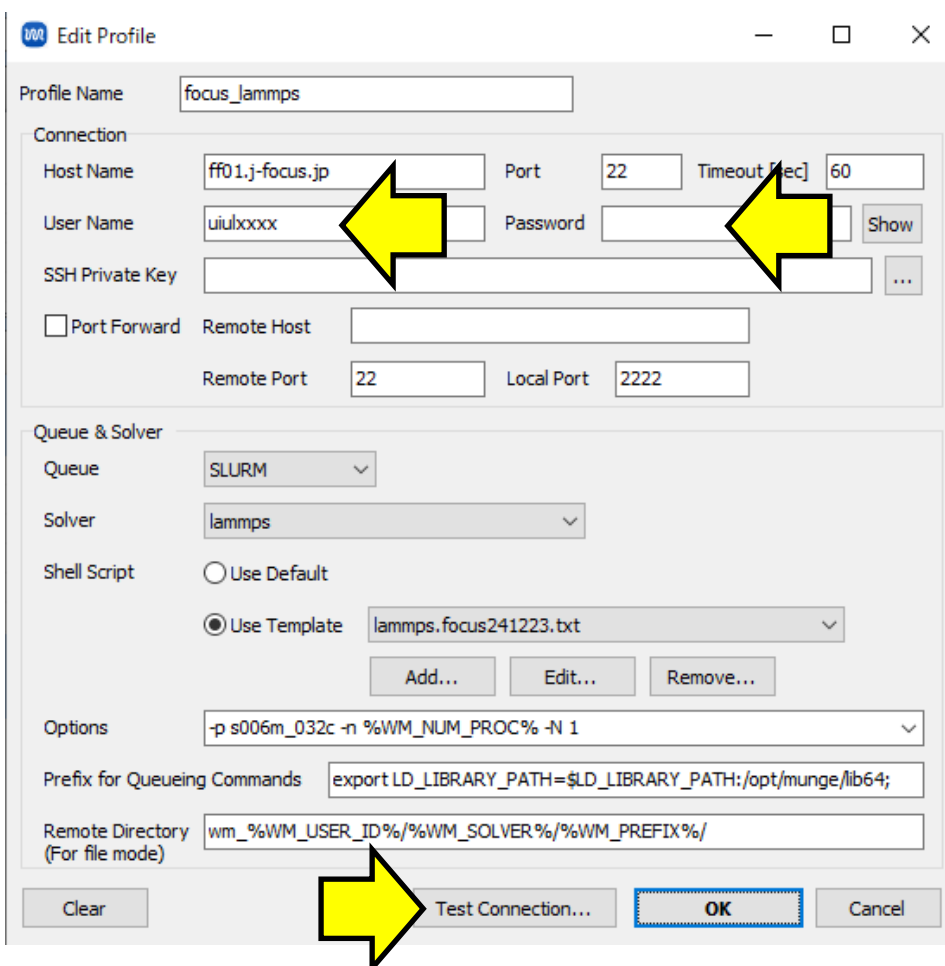 Edit Profile
Profile Name focus_lammps
Connection
Host Name ff01.j-focus.jp Port 22 Timeout [sec] 60
User Name uiulxxxx Password Show
SSH Private Key ...
Port Forward Remote Host
Remote Port 22 Local Port 2222
Queue & Solver
Queue SLURM
Solver lammps
Shell Script Use Default
Use Template lammps.focus241223.txt
Add... Edit... Remove...
Options -p s006m_032c -n %WM_NUM_PROC% -N 1
Prefix for Queueing Commands export LD_LIBRARY_PATH=$LD_LIBRARY_PATH:/opt/munge/lib64;
Remote Directory wm_%WM_USER_ID%/%WM_SOLVER%/%WM_PREFIX%/
(For file mode)
Clear Test Connection... OK Cancel